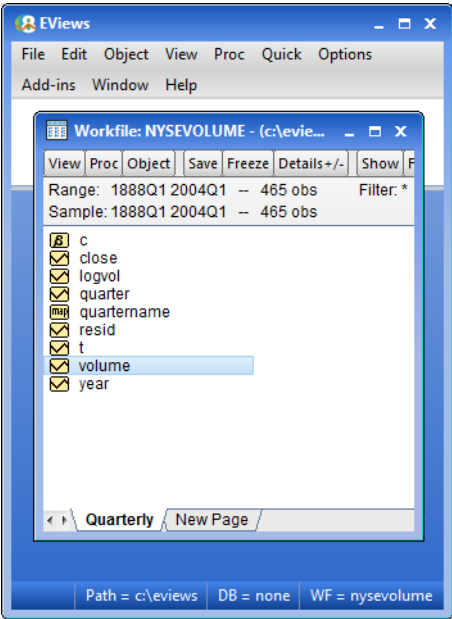 EViews
File Edit Object View Proc Quick Options
Add-ins Window Help
Workfile: NYSEVOLUME - (c:\evie...
View Proc Object Save Freeze Details+/- Show F
Range: 1888Q1 2004Q1 -- 465 obs Filter: *
Sample: 1888Q1 2004Q1 -- 465 obs
β c
close
logvol
quarter
map quartername
resid
t
volume
year
Quarterly New Page
Path = c:\eviews DB = none WF = nysevolume